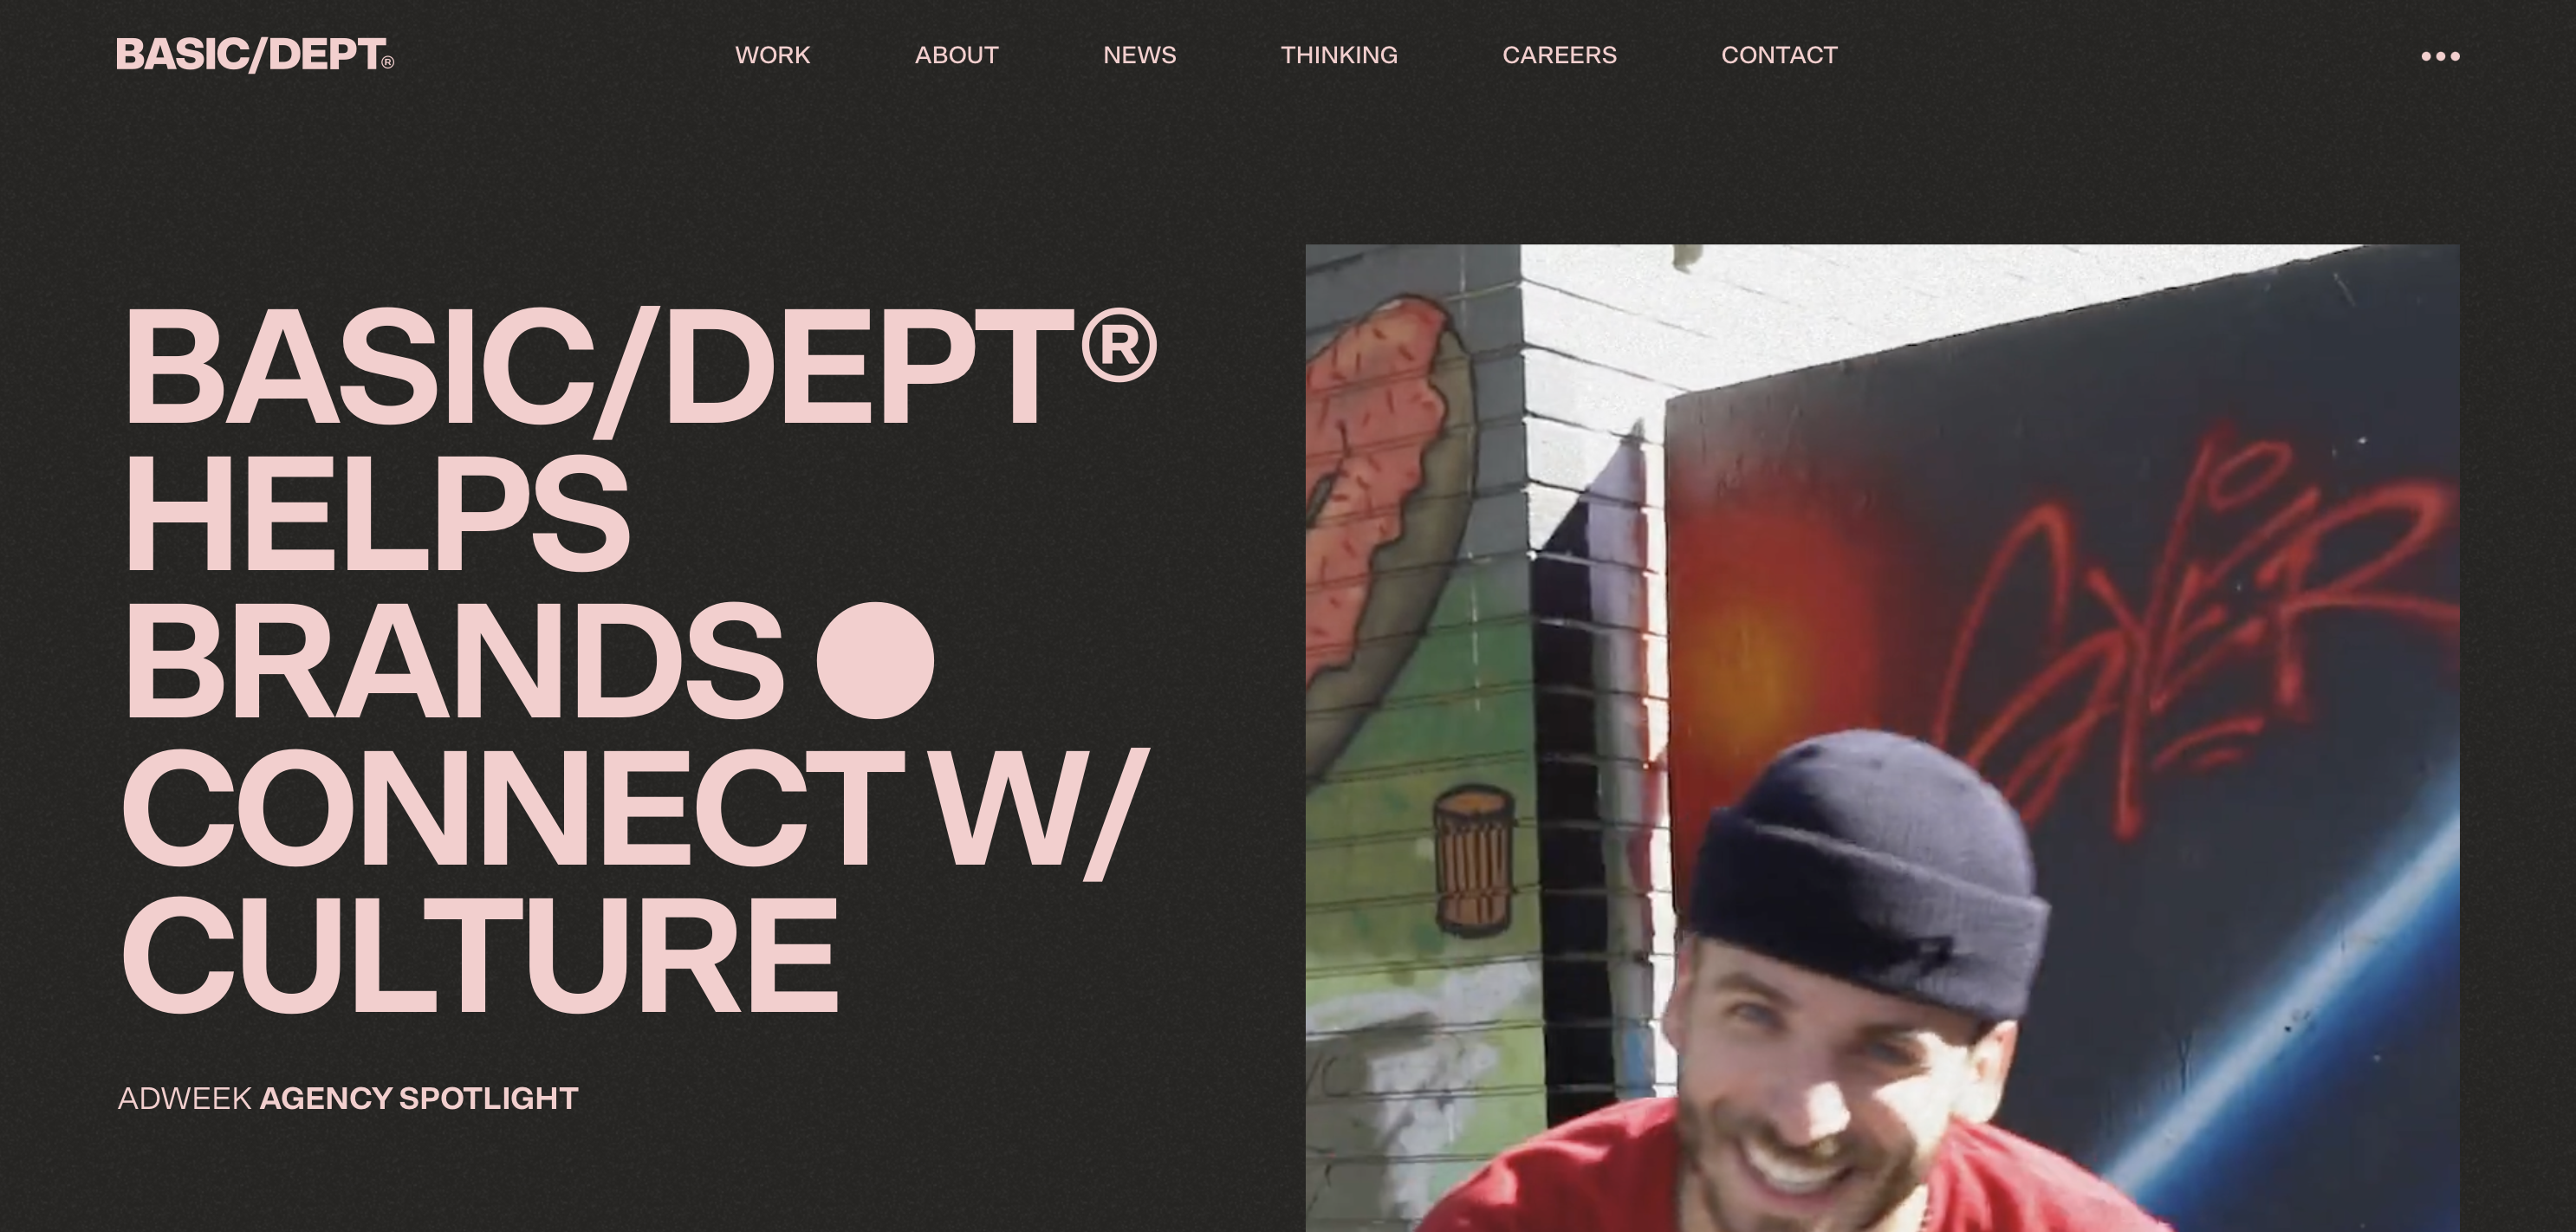 BASIC/DEPT®
WORK ABOUT NEWS THINKING CAREERS CONTACT
BASIC/DEPT®
HELPS
BRANDS
CONNECT W/
CULTURE
ADWEEK AGENCY SPOTLIGHT